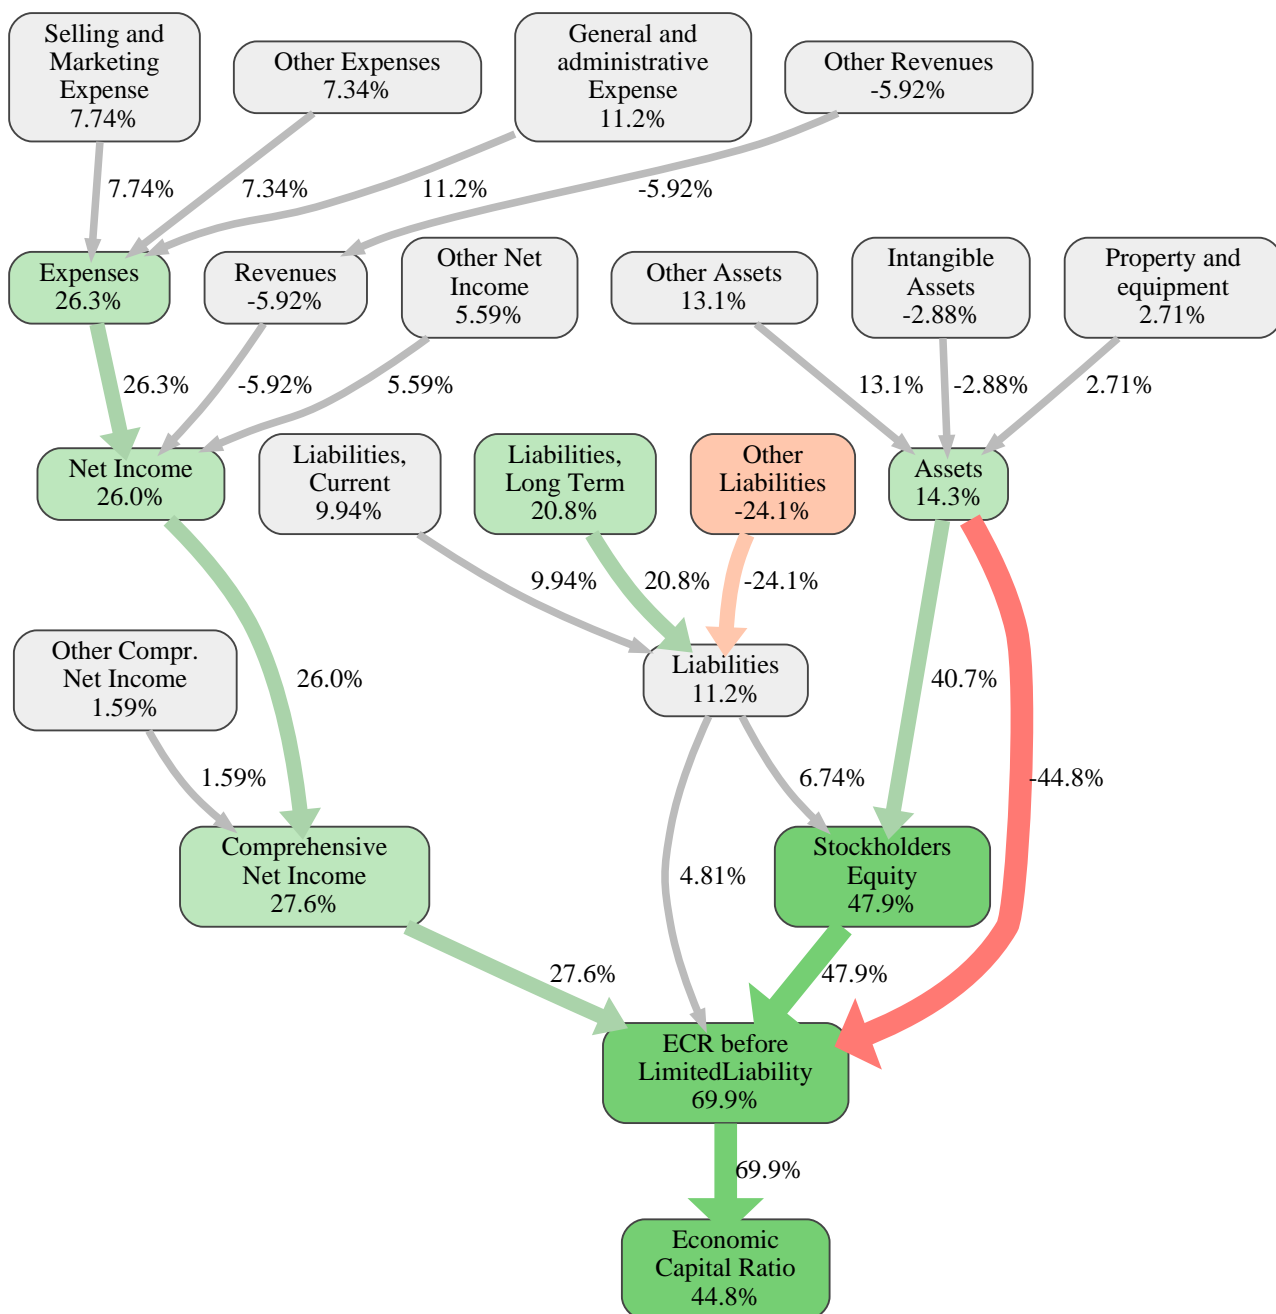 Selling and
Marketing
Expense
7.74%
Other Expenses
7.34%
General and
administrative
Expense
11.2%
Other Revenues
-5.92%
7.74%
7.34%
11.2%
-5.92%
Expenses
26.3%
Revenues
-5.92%
Other Net
Income
5.59%
Other Assets
13.1%
Intangible
Assets
-2.88%
Property and
equipment
2.71%
26.3%
-5.92%
5.59%
13.1%
-2.88%
2.71%
Net Income
26.0%
Liabilities,
Current
9.94%
Liabilities,
Long Term
20.8%
Other
Liabilities
-24.1%
Assets
14.3%
9.94%
20.8%
-24.1%
Other Compr.
Net Income
1.59%
26.0%
Liabilities
11.2%
40.7%
1.59%
6.74%
-44.8%
Comprehensive
Net Income
27.6%
4.81%
Stockholders
Equity
47.9%
27.6%
47.9%
ECR before
LimitedLiability
69.9%
69.9%
Economic
Capital Ratio
44.8%